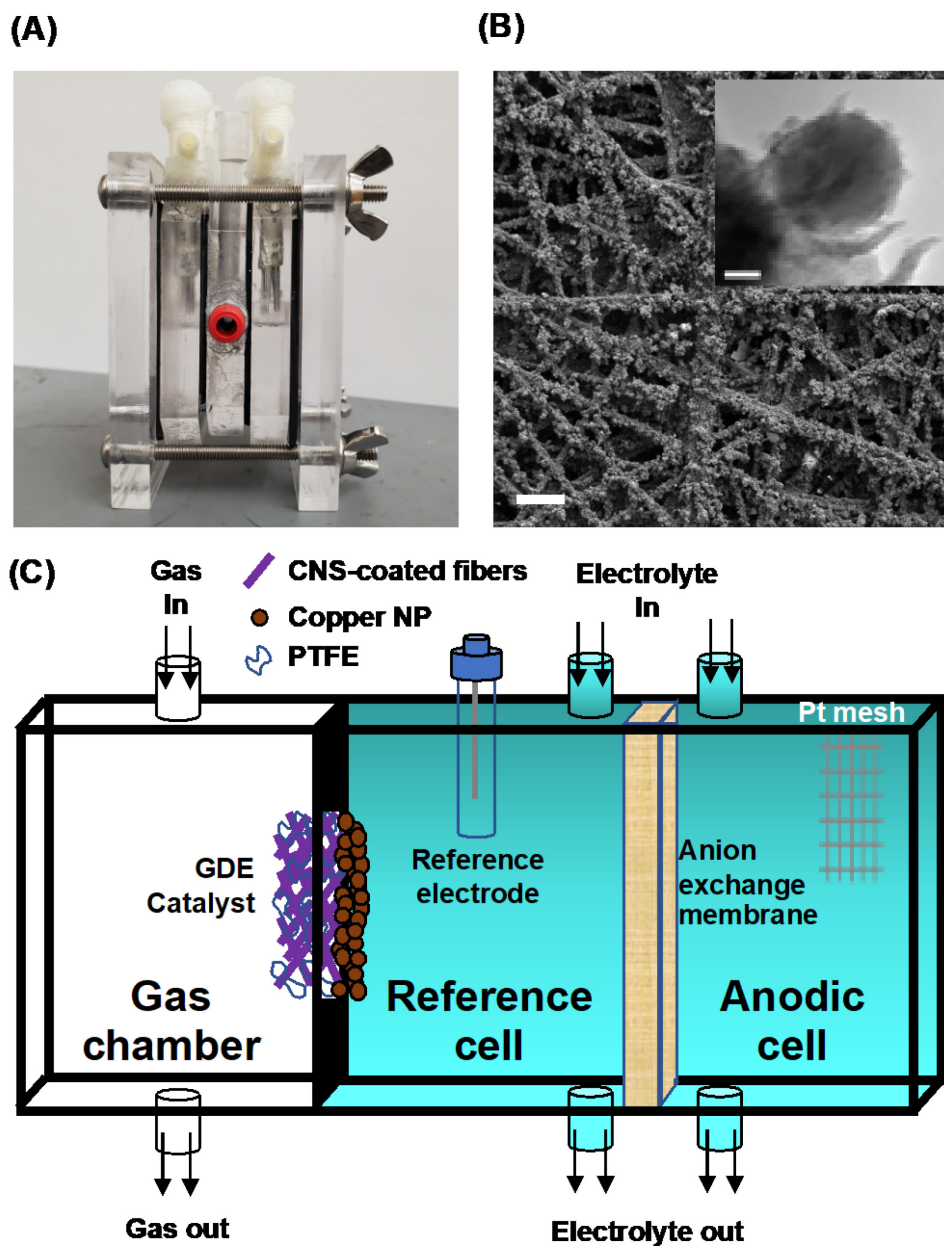 (A)
(B)
(C)
Gas
In
CNS-coated fibers
Copper NP
PTFE
Electrolyte
In
Pt mesh
GDE
Catalyst
Reference
electrode
Anion
exchange
membrane
Gas
chamber
Reference
cell
Anodic
cell
Gas out
Electrolyte out